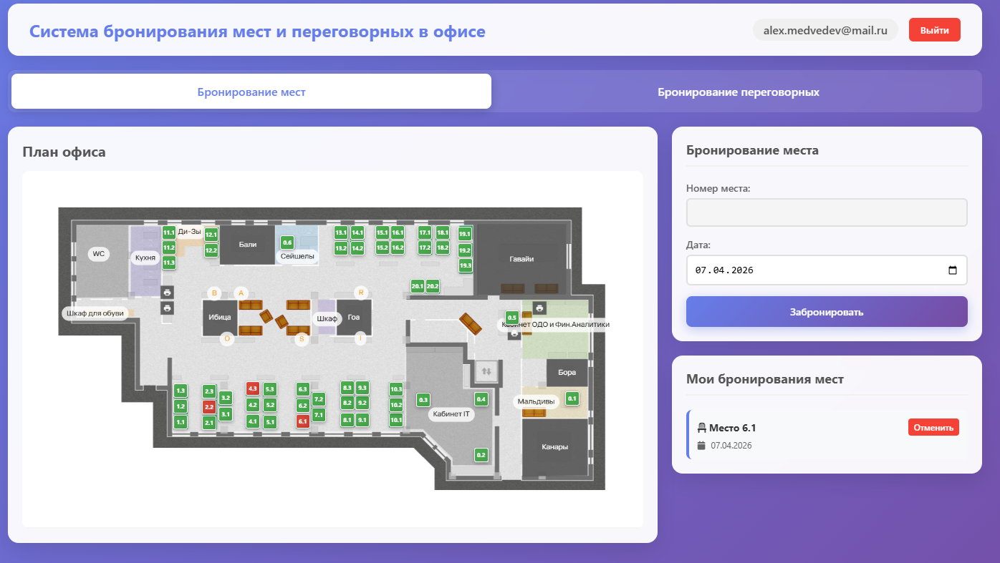 Система бронирования мест и переговорных в офисе
alex.medvedev@mail.ru
Выйти
Бронирование мест
Бронирование переговорных
План офиса
WC
Кухня
11.1
11.2
11.3
Ди-Зы
12.1
12.2
Бали
0.6
Сейшелы
13.1 14.1
13.2 14.2
15.1 16.1
15.2 16.2
17.1 18.1
17.2 18.2
19.1
19.2
19.3
Гавайи
20.1 20.2
Шкаф для обуви
B
A
R
Ибица
Шкаф
Гоа
O
S
I
0.5
Кабинет ОДО и Фин.Аналитики
Бора
Мальдивы
0.1
Канары
1.3
1.2
1.1
2.3
2.2
2.1
3.2
3.1
4.3 5.3
4.2 5.2
4.1 5.1
6.3
6.2
6.1
7.2
7.1
8.3 9.3
8.2 9.2
8.1 9.1
10.3
10.2
10.1
0.3
0.4
Кабинет IT
0.2
Бронирование места
Номер места:
Дата:
07.04.2026
Забронировать
Мои бронирования мест
Место 6.1
Отменить
07.04.2026